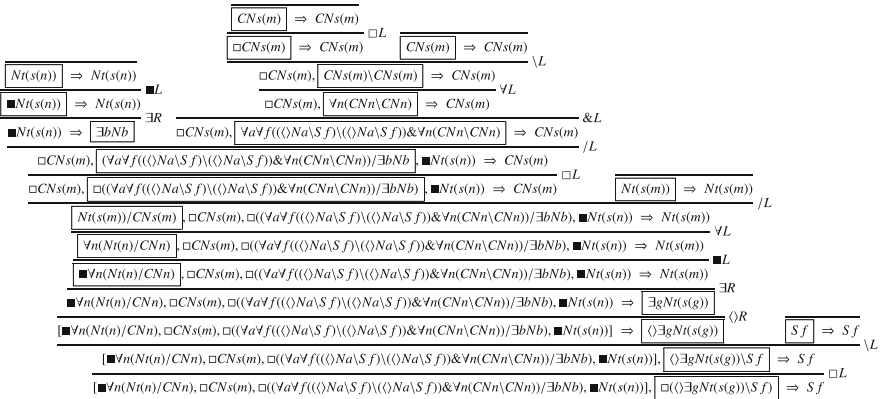 CNs(m) ⇒ CNs(m)
□CNs(m) ⇒ CNs(m) □L CNs(m) ⇒ CNs(m) \L
Nt(s(n)) ⇒ Nt(s(n)) ■L □CNs(m), CNs(m)\CNs(m) ⇒ CNs(m) ∀L
■Nt(s(n)) ⇒ Nt(s(n)) ∃R □CNs(m), ∀n(CNn\CNn) ⇒ CNs(m) &L
■Nt(s(n)) ⇒ ∃bNb □CNs(m), ∀a∀f((⟨⟩Na\Sf)\(⟨⟩Na\Sf))&∀n(CNn\CNn) ⇒ CNs(m) /L
□CNs(m), (∀a∀f((⟨⟩Na\Sf)\(⟨⟩Na\Sf))&∀n(CNn\CNn))/∃bNb, ■Nt(s(n)) ⇒ CNs(m) □L
□CNs(m), □((∀a∀f((⟨⟩Na\Sf)\(⟨⟩Na\Sf))&∀n(CNn\CNn))/∃bNb), ■Nt(s(n)) ⇒ CNs(m) Nt(s(m)) ⇒ Nt(s(m)) /L
Nt(s(m))/CNs(m), □CNs(m), □((∀a∀f((⟨⟩Na\Sf)\(⟨⟩Na\Sf))&∀n(CNn\CNn))/∃bNb), ■Nt(s(n)) ⇒ Nt(s(m)) ∀L
∀n(Nt(n)/CNn), □CNs(m), □((∀a∀f((⟨⟩Na\Sf)\(⟨⟩Na\Sf))&∀n(CNn\CNn))/∃bNb), ■Nt(s(n)) ⇒ Nt(s(m)) ■L
■∀n(Nt(n)/CNn), □CNs(m), □((∀a∀f((⟨⟩Na\Sf)\(⟨⟩Na\Sf))&∀n(CNn\CNn))/∃bNb), ■Nt(s(n)) ⇒ Nt(s(m)) ∃R
■∀n(Nt(n)/CNn), □CNs(m), □((∀a∀f((⟨⟩Na\Sf)\(⟨⟩Na\Sf))&∀n(CNn\CNn))/∃bNb), ■Nt(s(n)) ⇒ ∃gNt(s(g)) ⟨⟩R
[■∀n(Nt(n)/CNn), □CNs(m), □((∀a∀f((⟨⟩Na\Sf)\(⟨⟩Na\Sf))&∀n(CNn\CNn))/∃bNb), ■Nt(s(n))] ⇒ ⟨⟩∃gNt(s(g)) Sf ⇒ Sf \L
[■∀n(Nt(n)/CNn), □CNs(m), □((∀a∀f((⟨⟩Na\Sf)\(⟨⟩Na\Sf))&∀n(CNn\CNn))/∃bNb), ■Nt(s(n))], ⟨⟩∃gNt(s(g))\Sf ⇒ Sf □L
[■∀n(Nt(n)/CNn), □CNs(m), □((∀a∀f((⟨⟩Na\Sf)\(⟨⟩Na\Sf))&∀n(CNn\CNn))/∃bNb), ■Nt(s(n))], □(⟨⟩∃gNt(s(g))\Sf) ⇒ Sf